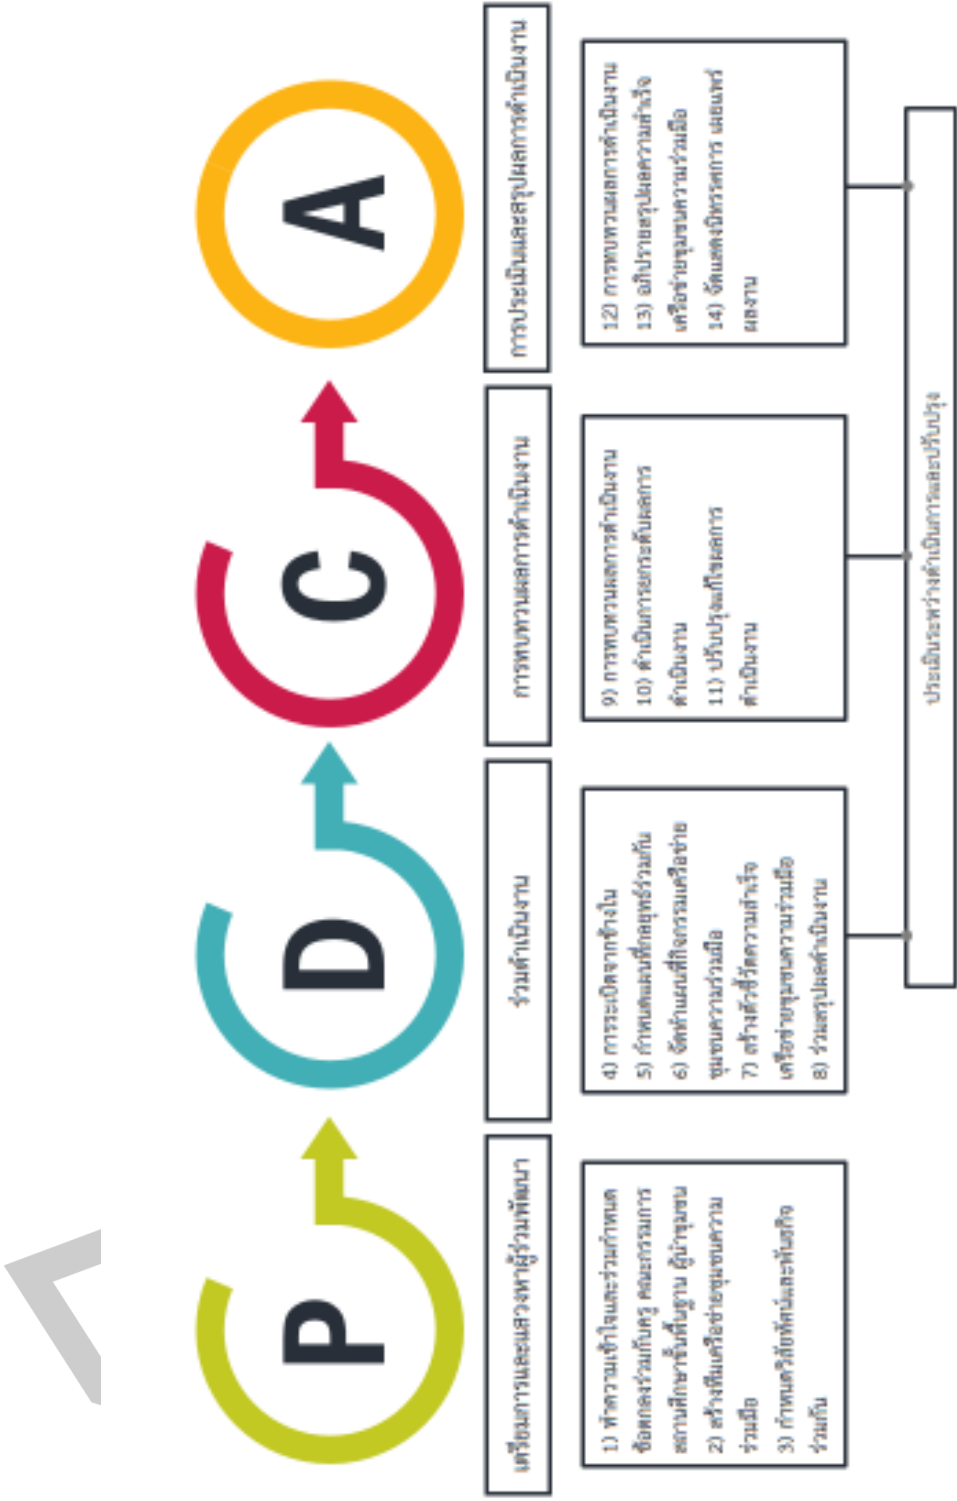 P
เตรียมการและแสวงหาผู้ร่วมพัฒนา
1) ทำความเข้าใจและร่วมกำหนด
ข้อตกลงร่วมกับครู คณะกรรมการ
สถานศึกษาขั้นพื้นฐาน ผู้นำชุมชน
2) สร้างทีมเครือข่ายชุมชนความ
ร่วมมือ
3) กำหนดวิสัยทัศน์และพันธกิจ
ร่วมกัน
D
ร่วมดำเนินงาน
4) การระเบิดจากข้างใน
5) กำหนดแผนที่กลยุทธ์ร่วมกัน
6) จัดทำแผนที่กิจกรรมเครือข่าย
ชุมชนความร่วมมือ
7) สร้างตัวชี้วัดความสำเร็จ
เครือข่ายชุมชนความร่วมมือ
8) ร่วมสรุปผลดำเนินงาน
C
การทบทวนผลการดำเนินงาน
9) การทบทวนผลการดำเนินงาน
10) ดำเนินการยกระดับผลการ
ดำเนินงาน
11) ปรับปรุงแก้ไขผลการ
ดำเนินงาน
A
การประเมินและสรุปผลการดำเนินงาน
12) การทบทวนผลการดำเนินงาน
13) อภิปรายสรุปผลความสำเร็จ
เครือข่ายชุมชนความร่วมมือ
14) จัดแสดงนิทรรศการ เผยแพร่
ผลงาน
ประเมินระหว่างดำเนินการและปรับปรุง